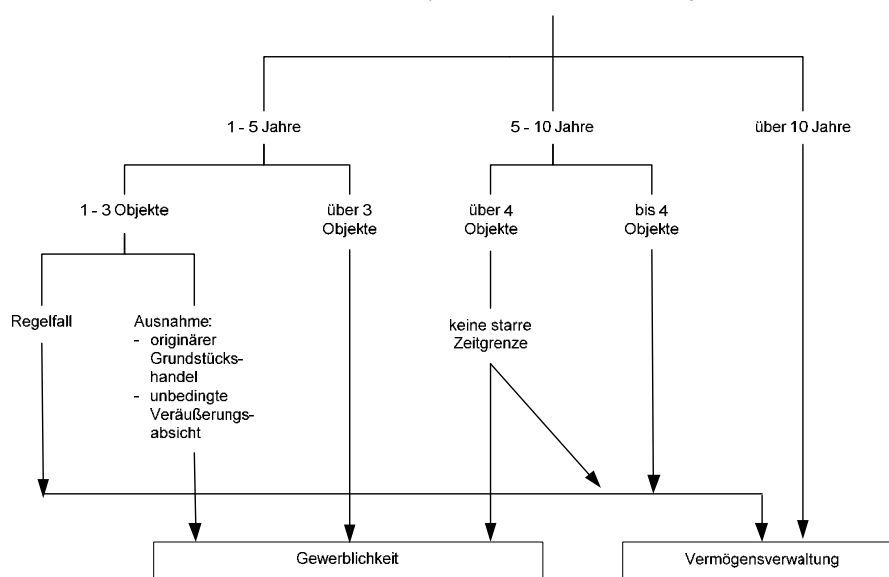 1 - 5 Jahre
5 - 10 Jahre
über 10 Jahre
1 - 3 Objekte
über 3
Objekte
über 4
Objekte
bis 4
Objekte
Regelfall
Ausnahme:
- originärer
Grundstücks-
handel
- unbedingte
Veräußerungs-
absicht
keine starre
Zeitgrenze
Gewerblichkeit
Vermögensverwaltung